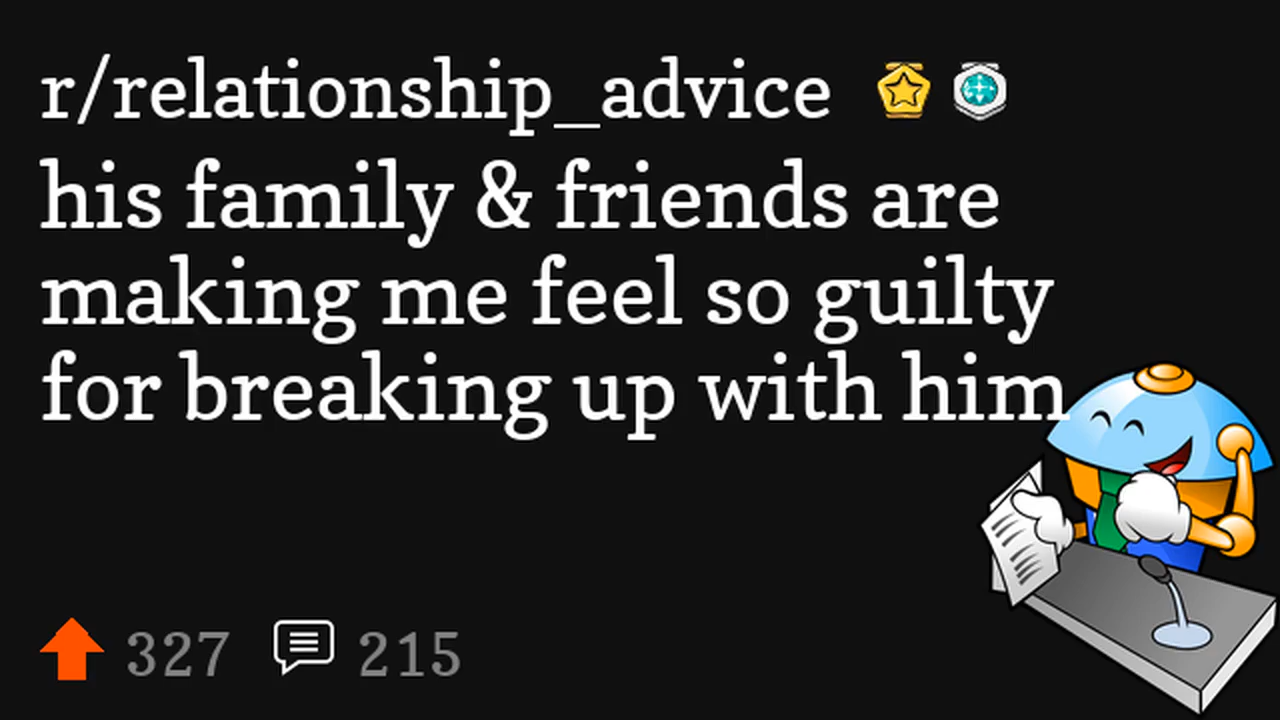 r/relationship_advice
his family & friends are
making me feel so guilty
for breaking up with him
327 215